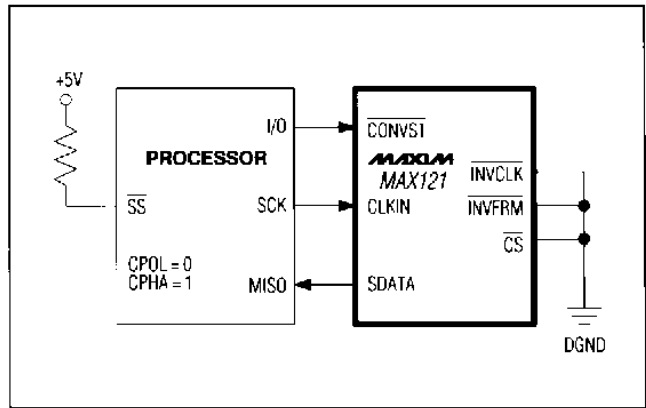 +5V
I/O
CONVST
PROCESSOR
MAXIM
MAX121
INVCLK
SS
SCK
CLKIN
INVFRM
CS
CPOL = 0
CPHA = 1
MISO
SDATA
DGND